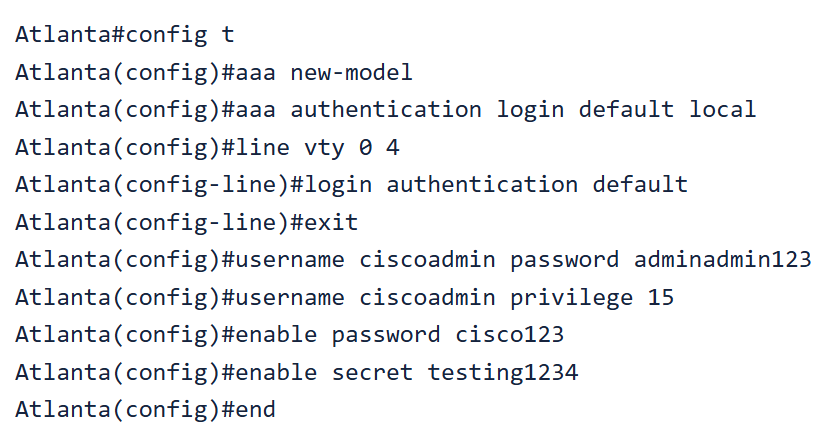 Atlanta#config t
Atlanta(config)#aaa new-model
Atlanta(config)#aaa authentication login default local
Atlanta(config)#line vty 0 4
Atlanta(config-line)#login authentication default
Atlanta(config-line)#exit
Atlanta(config)#username ciscoadmin password adminadmin123
Atlanta(config)#username ciscoadmin privilege 15
Atlanta(config)#enable password cisco123
Atlanta(config)#enable secret testing1234
Atlanta(config)#end